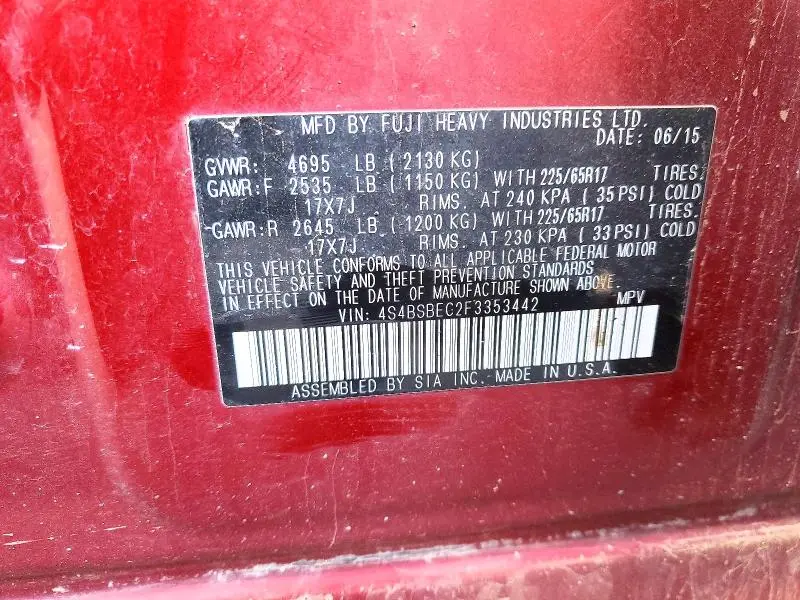 MFD BY FUJI HEAVY INDUSTRIES LTD.
DATE: 06/15
GVWR: 4695 LB (2130 KG)
GAWR:F 2535 LB (1150 KG) WITH 225/65R17 TIRES.
17X7J RIMS. AT 240 KPA ( 35 PSI) COLD
GAWR:R 2645 LB (1200 KG) WITH 225/65R17 TIRES.
17X7J RIMS. AT 230 KPA ( 33 PSI) COLD
THIS VEHICLE CONFORMS TO ALL APPLICABLE FEDERAL MOTOR
VEHICLE SAFETY AND THEFT PREVENTION STANDARDS
IN EFFECT ON THE DATE OF MANUFACTURE SHOWN ABOVE.
VIN: 4S4BSBEC2F3353442 MPV
ASSEMBLED BY SIA INC. MADE IN U.S.A.